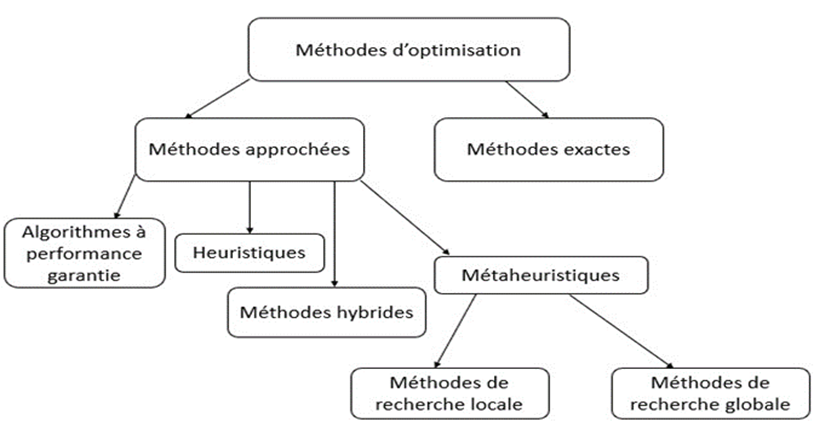 Méthodes d'optimisation
Méthodes approchées
Méthodes exactes
Algorithmes à
performance
garantie
Heuristiques
Métaheuristiques
Méthodes hybrides
Méthodes de
recherche locale
Méthodes de
recherche globale